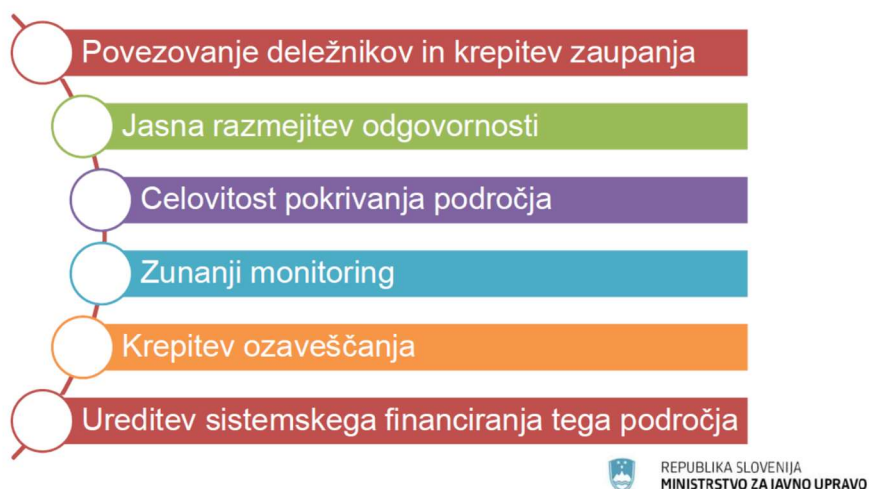 Povezovanje deležnikov in krepitev zaupanja
Jasna razmejitev odgovornosti
Celovitost pokrivanja področja
Zunanji monitoring
Krepitev ozaveščanja
Ureditev sistemskega financiranja tega področja
REPUBLIKA SLOVENIJA
MINISTRSTVO ZA JAVNO UPRAVO